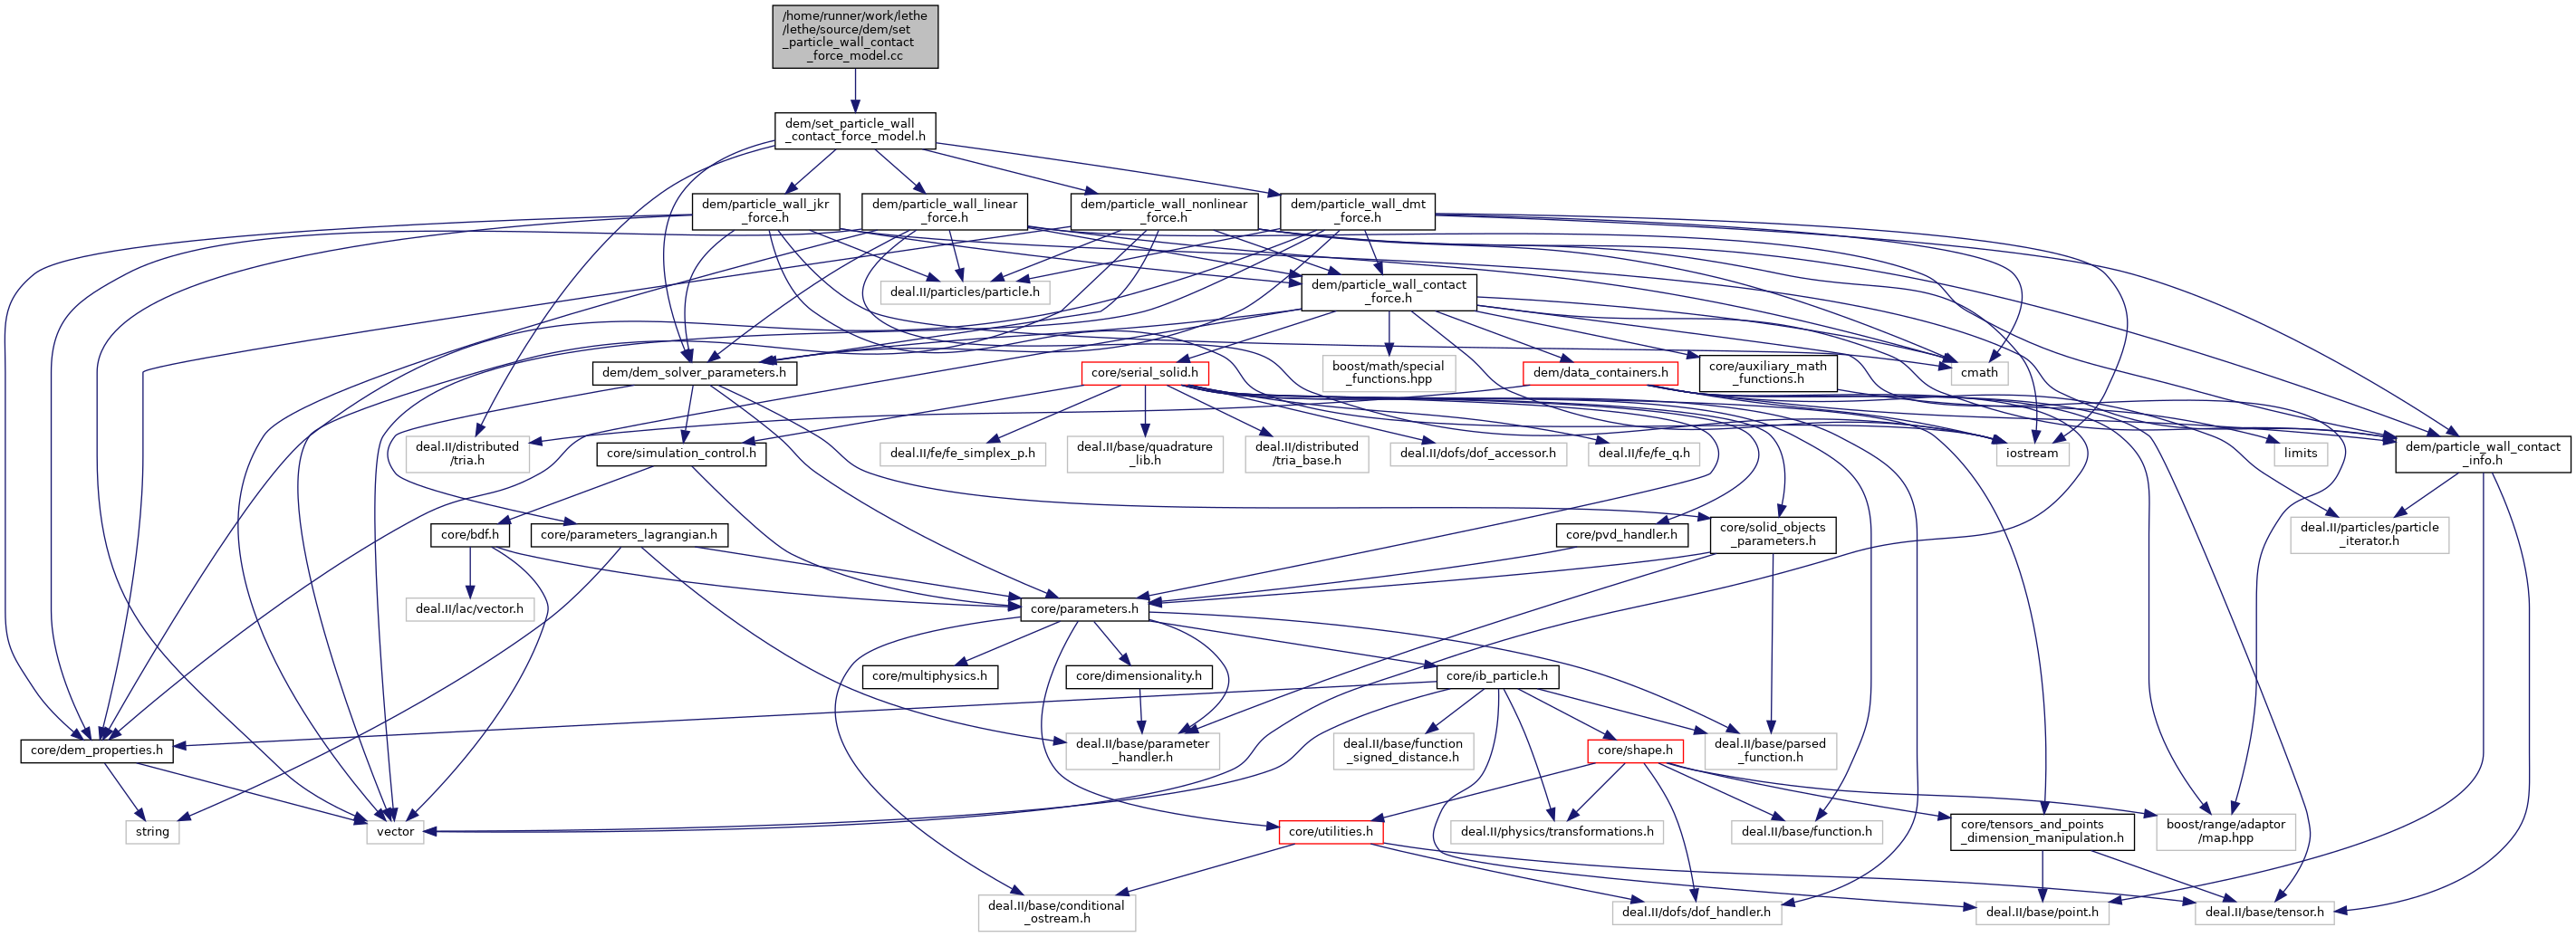 /home/runner/work/lethe
/lethe/source/dem/set
_particle_wall_contact
_force_model.cc
dem/set_particle_wall
_contact_force_model.h
dem/particle_wall_jkr
_force.h
dem/particle_wall_linear
_force.h
dem/particle_wall_nonlinear
_force.h
dem/particle_wall_dmt
_force.h
deal.II/particles/particle.h
dem/particle_wall_contact
_force.h
dem/dem_solver_parameters.h
core/serial_solid.h
boost/math/special
_functions.hpp
dem/data_containers.h
core/auxiliary_math
_functions.h
cmath
deal.II/distributed
/tria.h
core/simulation_control.h
deal.II/fe/fe_simplex_p.h
deal.II/base/quadrature
_lib.h
deal.II/distributed
/tria_base.h
deal.II/dofs/dof_accessor.h
deal.II/fe/fe_q.h
iostream
limits
dem/particle_wall_contact
_info.h
core/bdf.h
core/parameters_lagrangian.h
core/pvd_handler.h
core/solid_objects
_parameters.h
deal.II/particles/particle
_iterator.h
deal.II/lac/vector.h
core/parameters.h
core/multiphysics.h
core/dimensionality.h
core/ib_particle.h
core/dem_properties.h
deal.II/base/parameter
_handler.h
deal.II/base/function
_signed_distance.h
core/shape.h
deal.II/base/parsed
_function.h
string
vector
core/utilities.h
deal.II/physics/transformations.h
deal.II/base/function.h
core/tensors_and_points
_dimension_manipulation.h
boost/range/adaptor
/map.hpp
deal.II/base/conditional
_ostream.h
deal.II/dofs/dof_handler.h
deal.II/base/point.h
deal.II/base/tensor.h